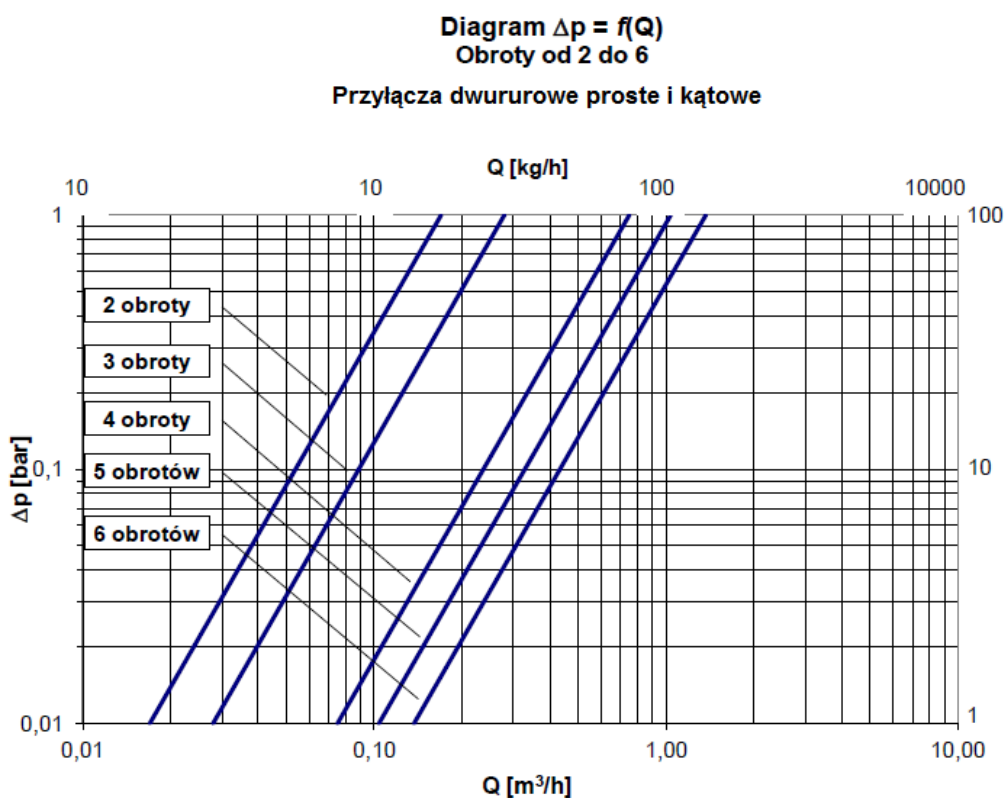 Diagram Δp = f(Q)
Obroty od 2 do 6
Przyłącza dwururowe proste i kątowe
Q [kg/h]
10 10 100 10000
1 100
2 obroty
3 obroty
4 obroty
5 obrotów
6 obrotów
Δp [bar]
0,1 10
0,01 1
0,01 0,10 1,00 10,00
Q [m³/h]